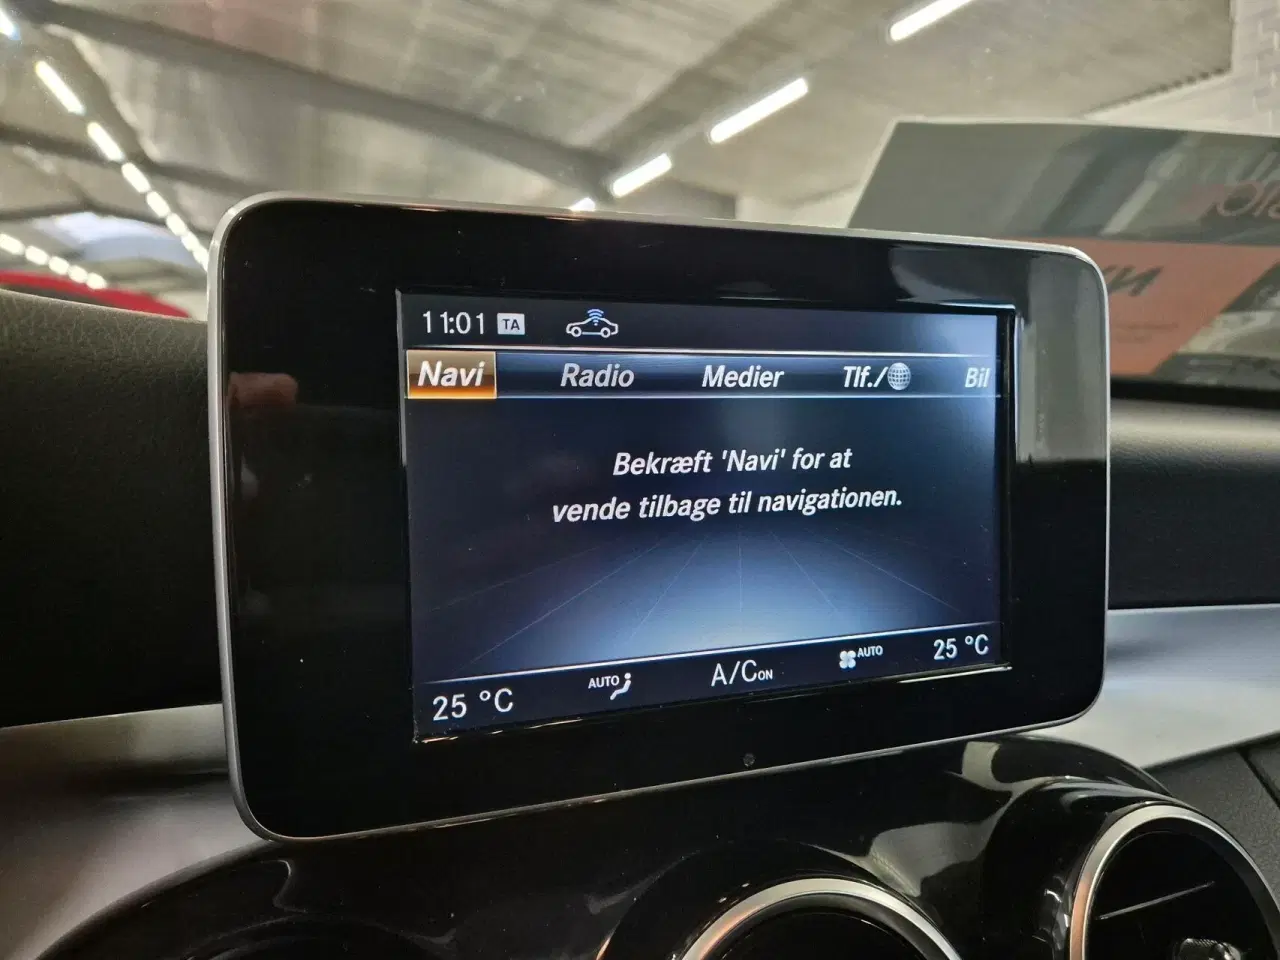 11:01 TA
Navi Radio Medier Tlf./ Bil
Bekræft 'Navi' for at
vende tilbage til navigationen.
25 °C AUTO A/C ON AUTO 25 °C